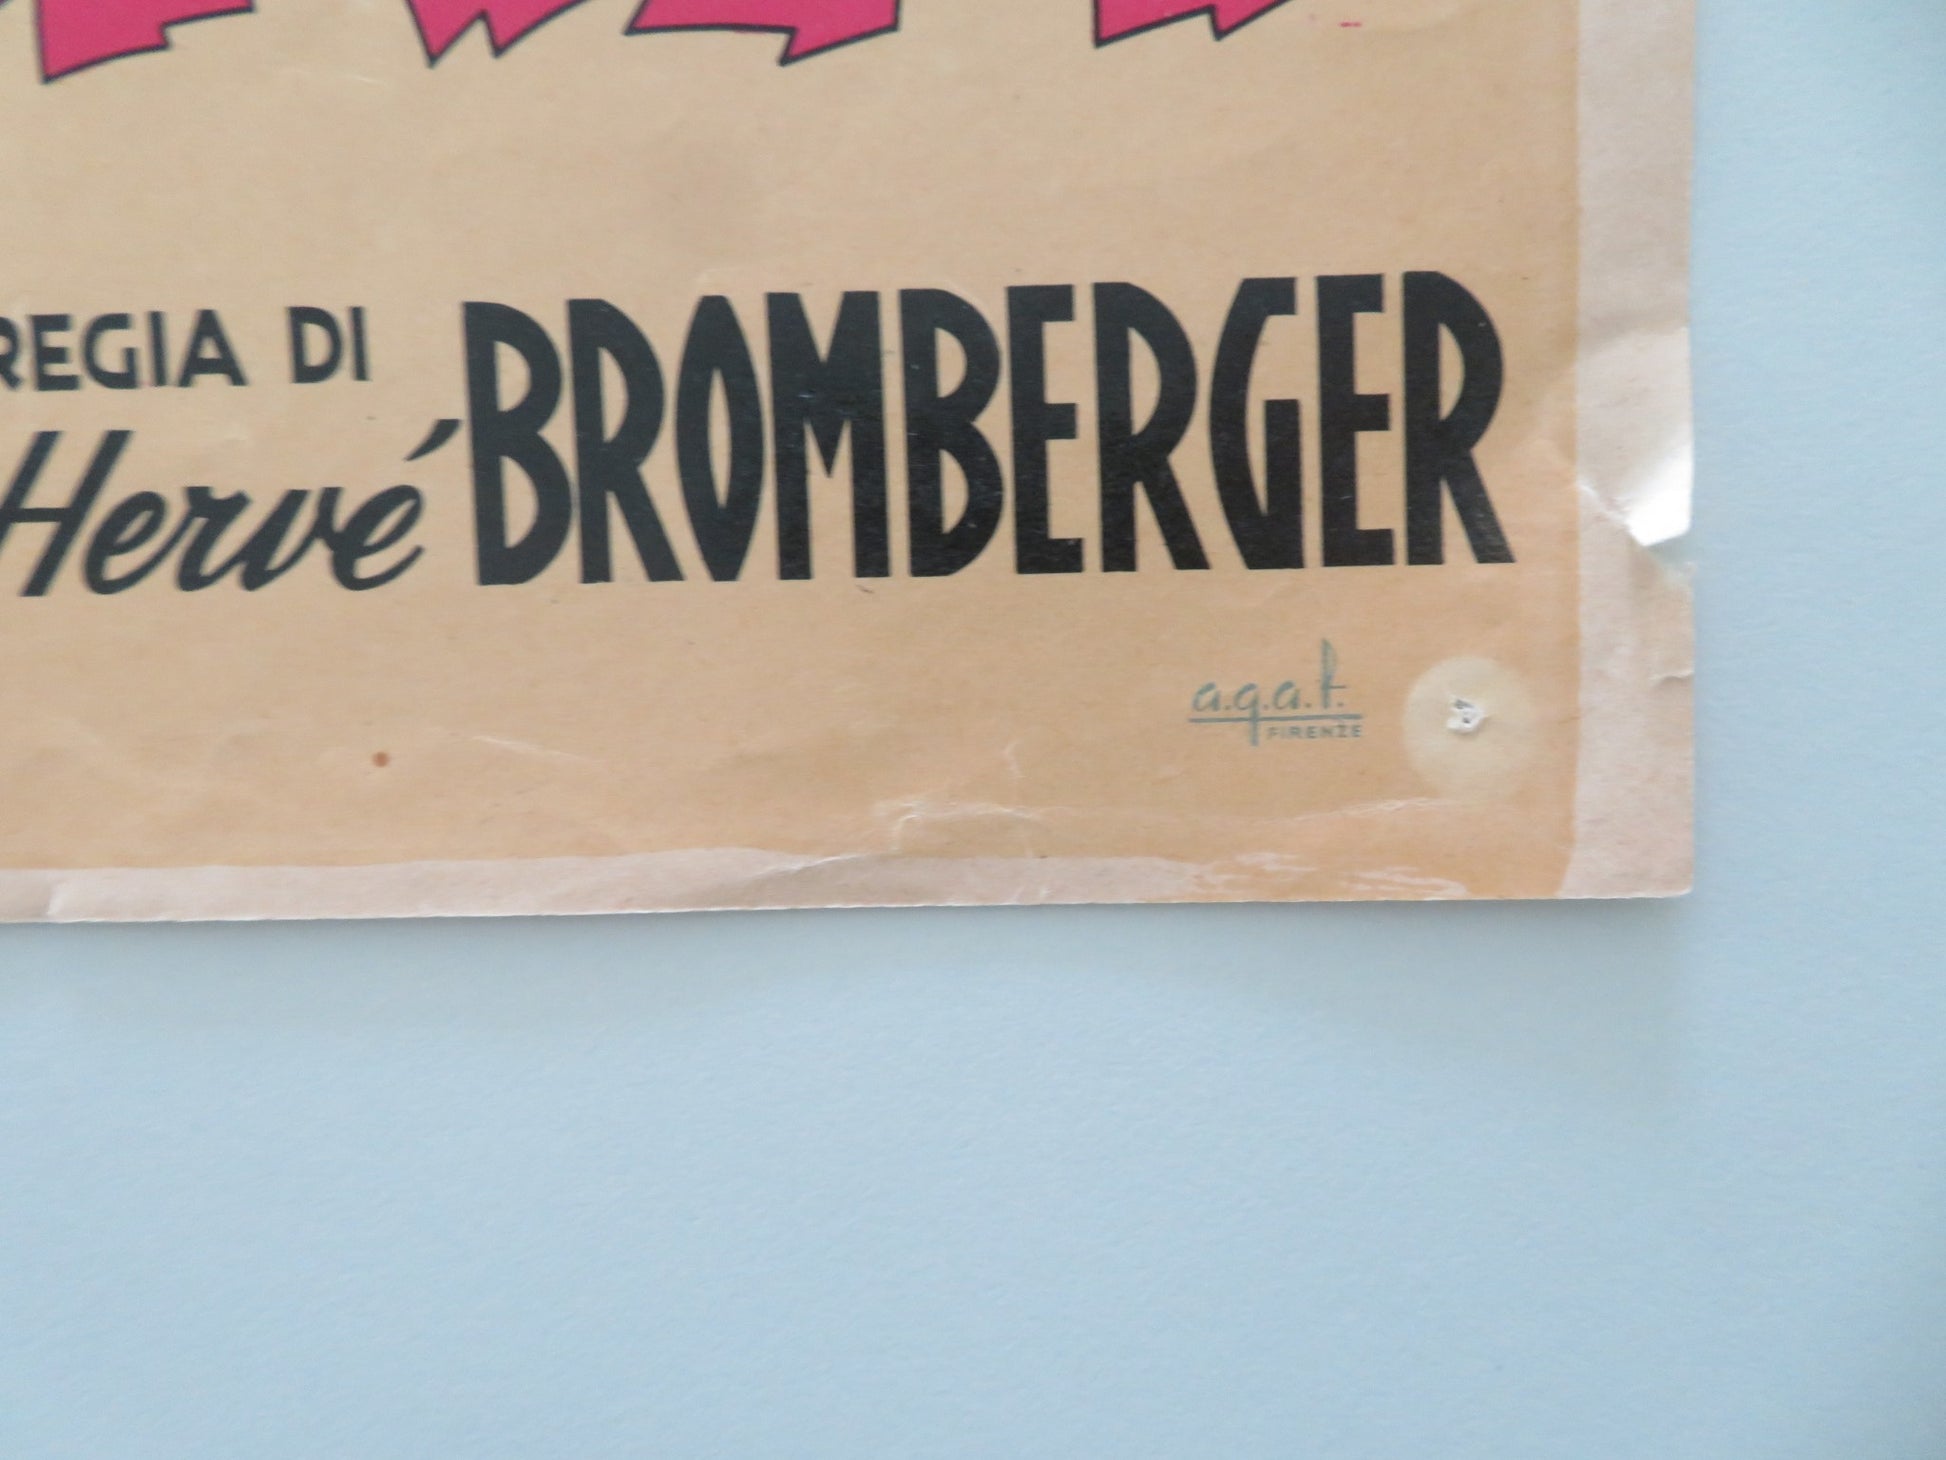 REGIA DI
Hervé BROMBERGER
a.g.a.f.
FIRENZE